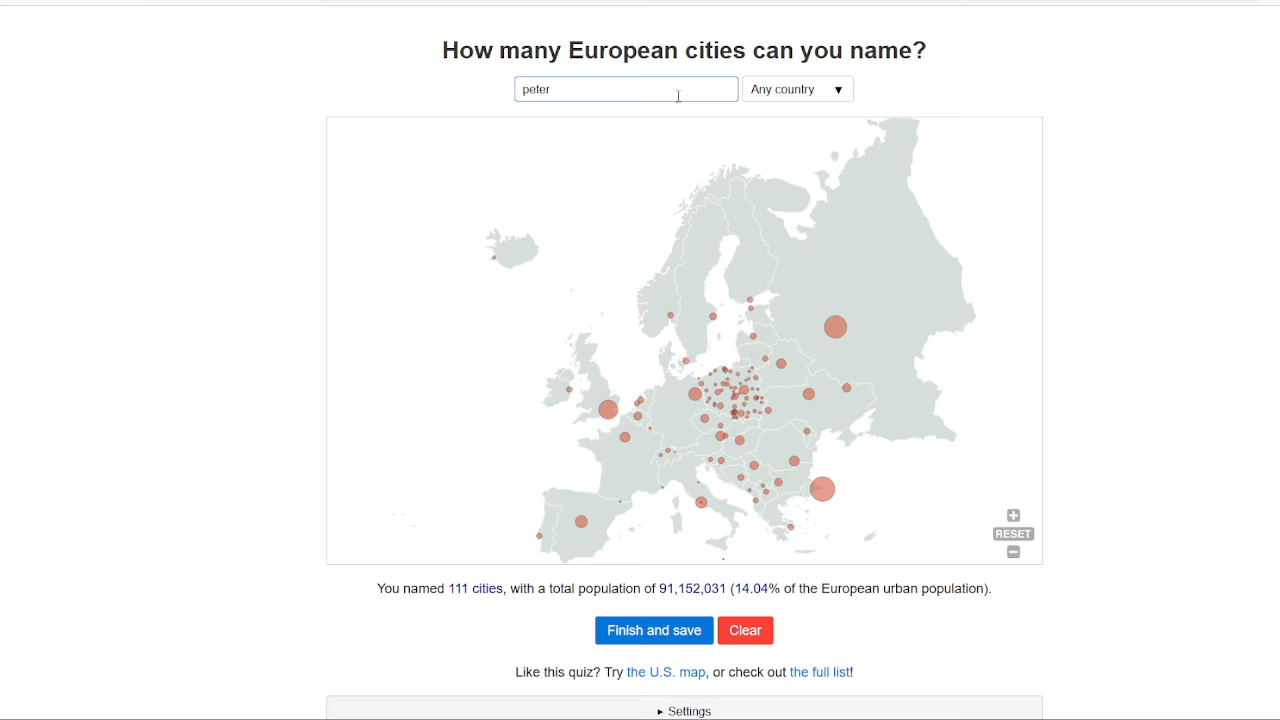 How many European cities can you name?
peter
Any country ▼
+
RESET
−
You named 111 cities, with a total population of 91,152,031 (14.04% of the European urban population).
Finish and save
Clear
Like this quiz? Try the U.S. map, or check out the full list!
▸ Settings